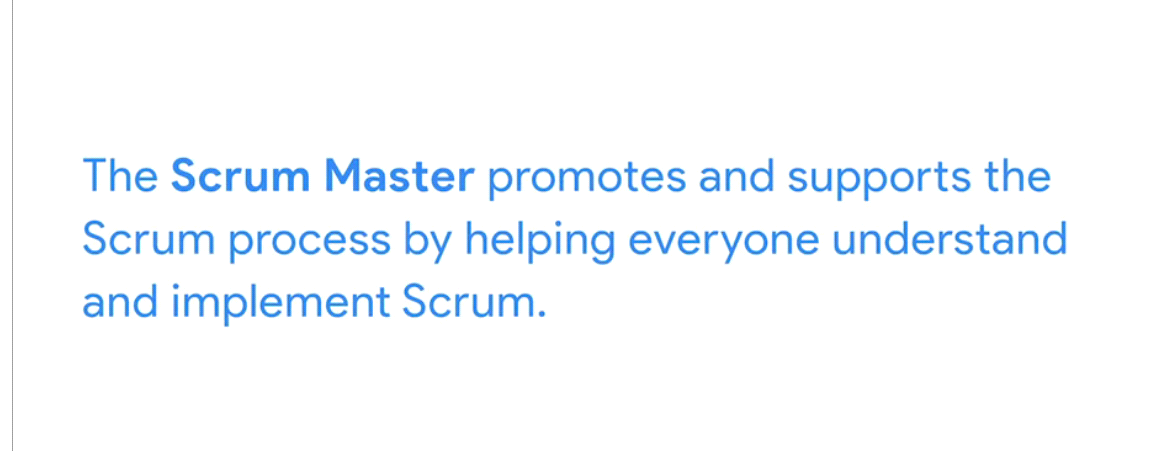 The Scrum Master promotes and supports the
Scrum process by helping everyone understand
and implement Scrum.